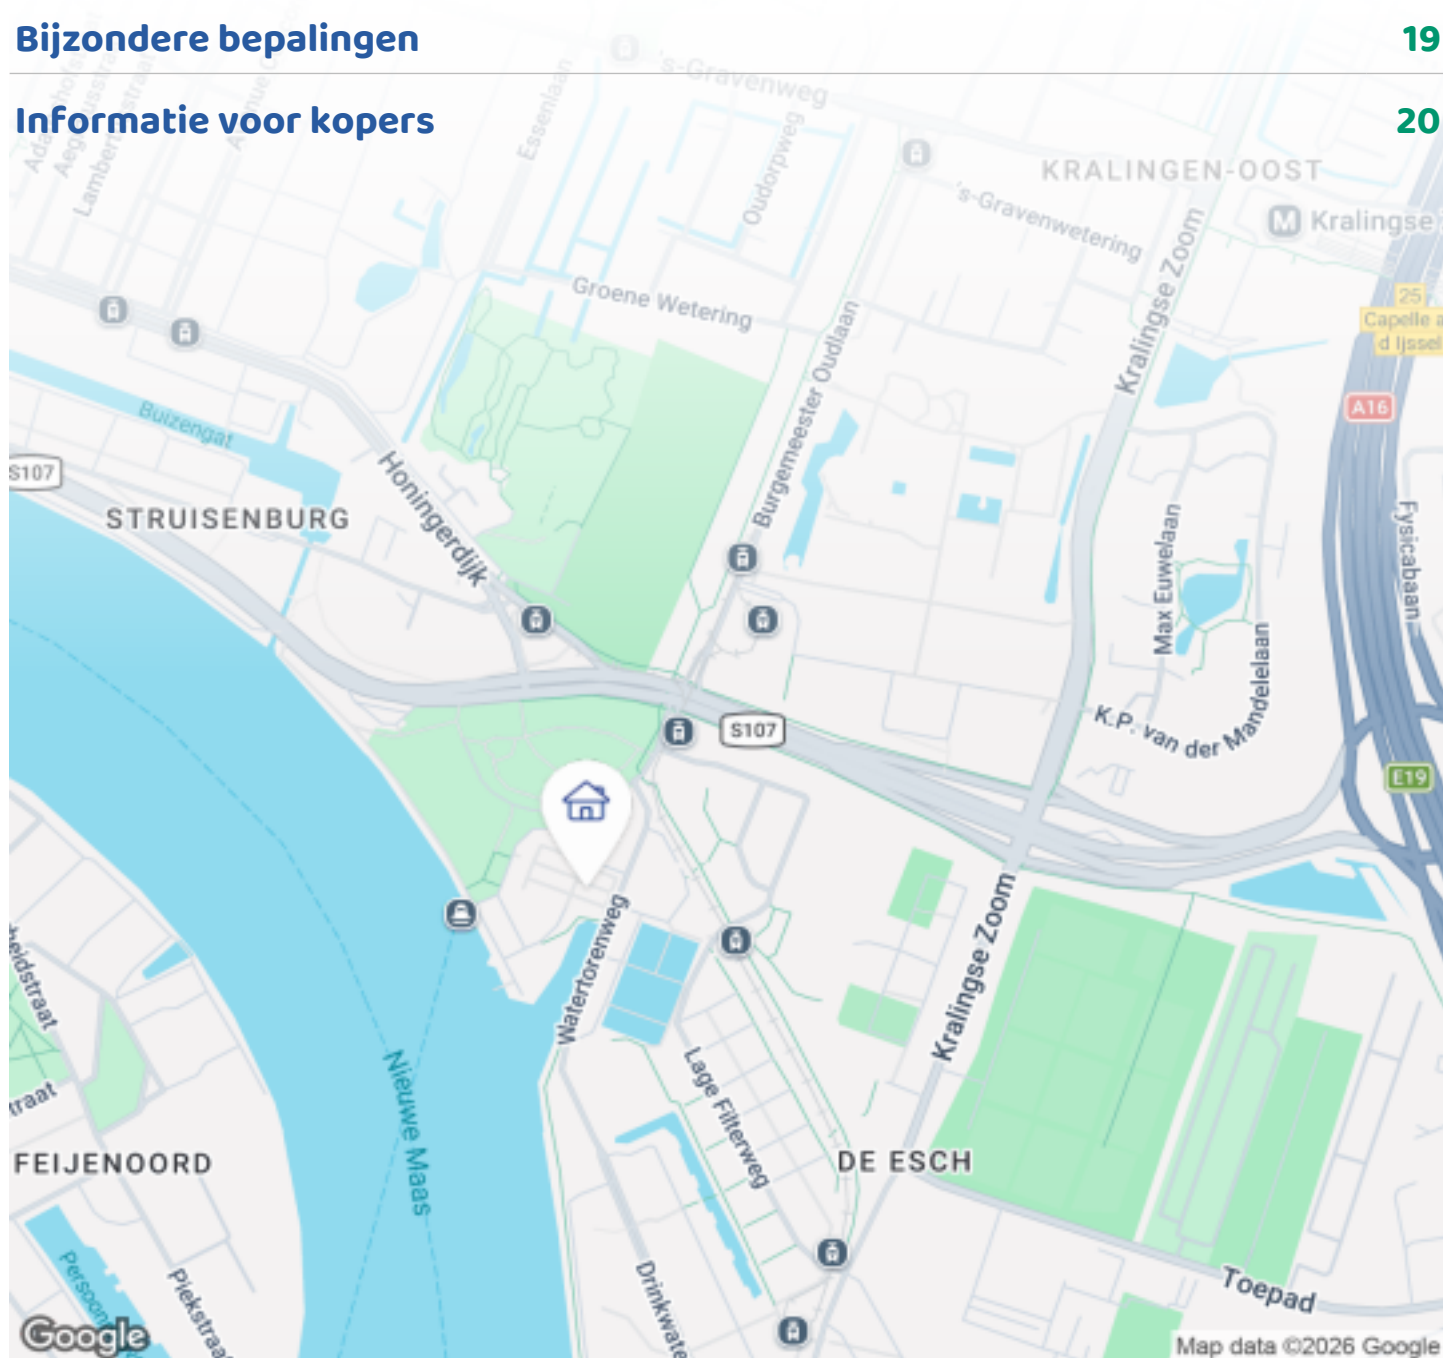 Bijzondere bepalingen 19
Informatie voor kopers 20
's-Gravenweg
Essenlaan
Oudorpweg
KRALINGEN-OOST
's-Gravenwetering
Kralingse Zoom
M Kralingse
Groene Wetering
25
Capelle a
d Ijssel
Burgemeester Oudlaan
A16
Buizengat
S107
Honingerdijk
STRUISENBURG
Max Euwelaan
Fysicabaan
K.P. van der Mandelelaan
S107
E19
Watertorenweg
Kralingse Zoom
Nieuwe Maas
Lage Filterweg
FEIJENOORD
DE ESCH
Toepad
Google
Map data ©2026 Google